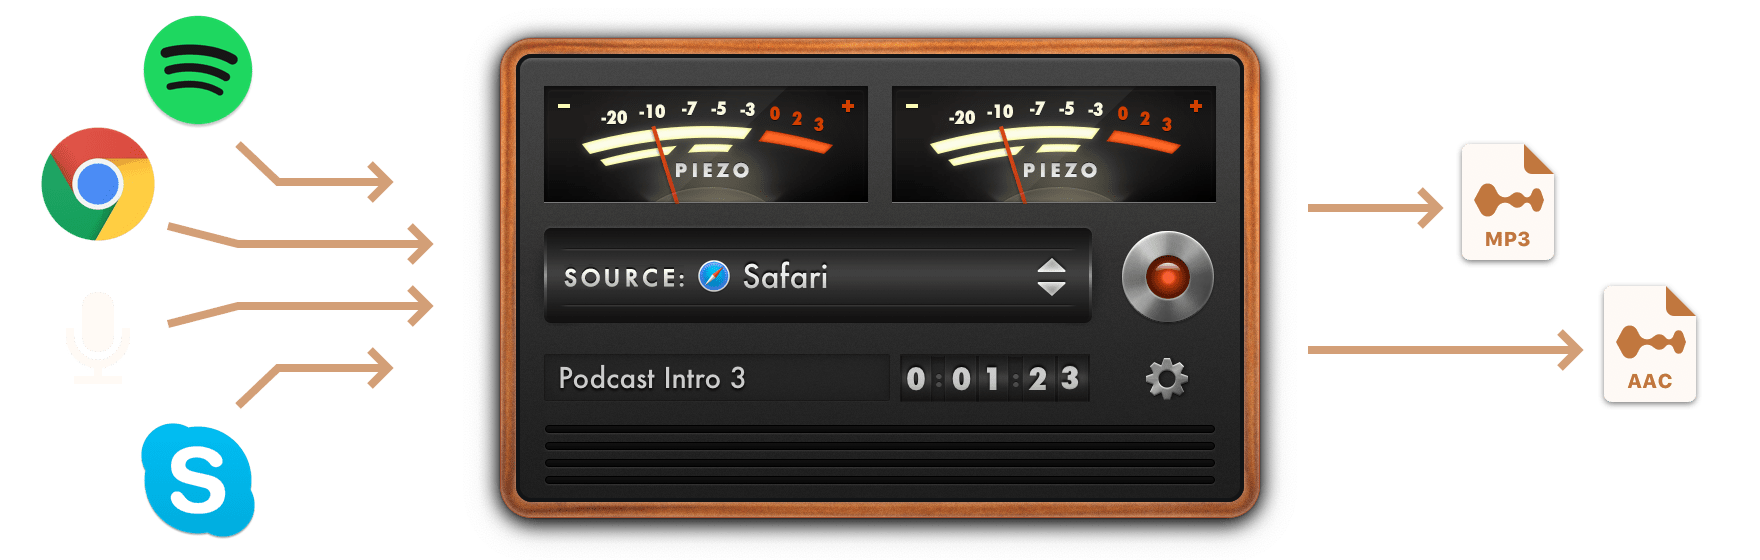 − -20 -10 -7 -5 -3 0 2 3 +
PIEZO
− -20 -10 -7 -5 -3 0 2 3 +
PIEZO
SOURCE: Safari
Podcast Intro 3
0:01:23
S
MP3
AAC